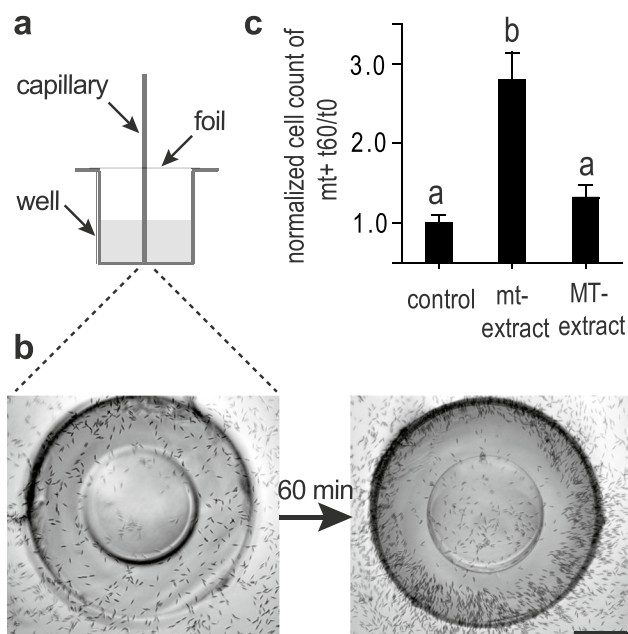 a
capillary
foil
well
b
60 min
c
normalized cell count of
mt+ t60/t0
3.0
2.0
1.0
a
b
a
control
mt-
extract
MT-
extract